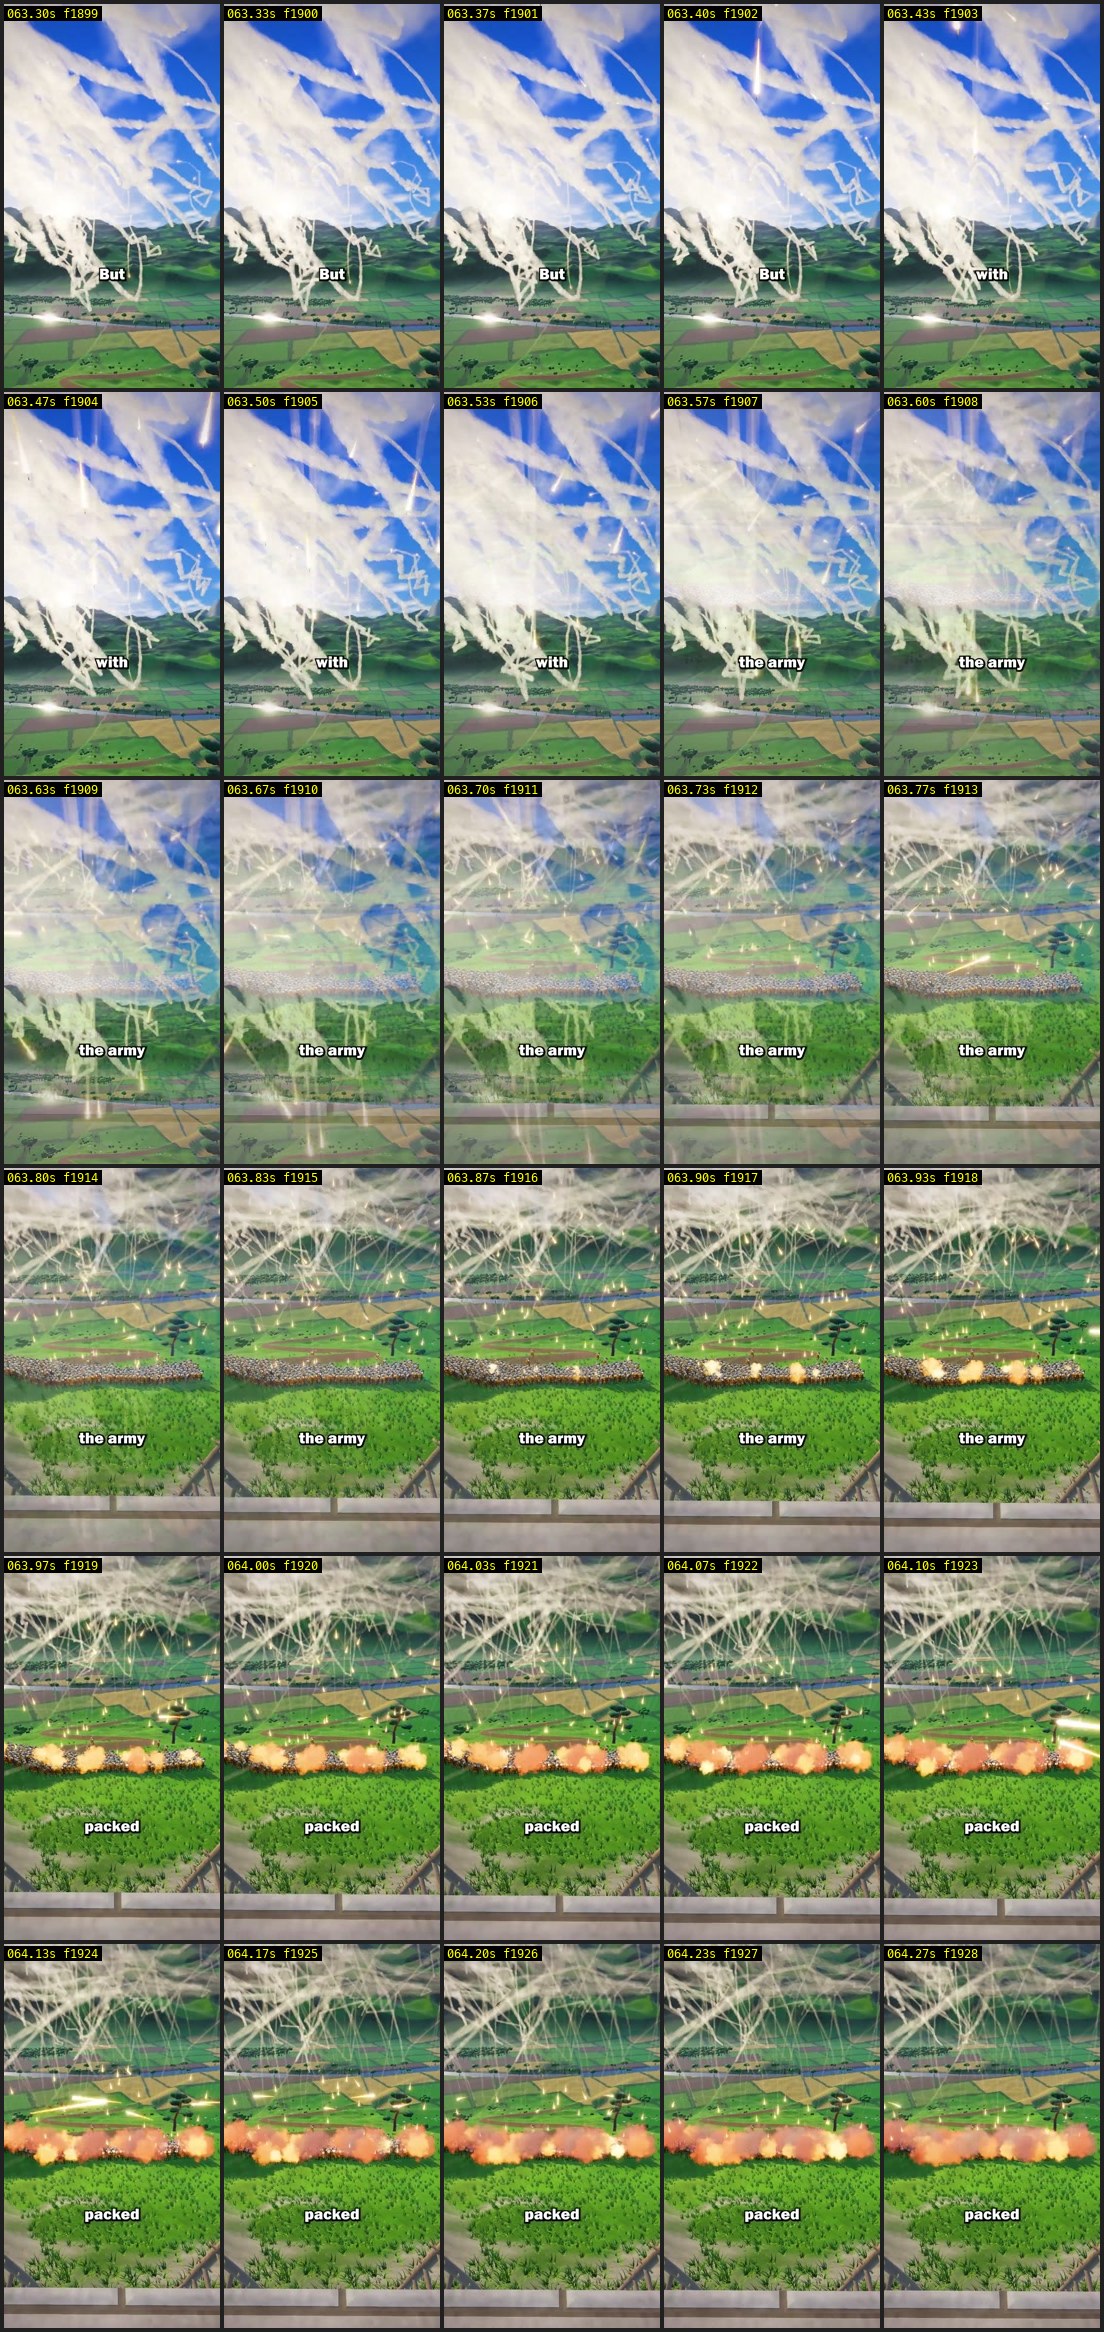 063.30s f1899
063.33s f1900
063.37s f1901
063.40s f1902
063.43s f1903
But
But
But
But
with
063.47s f1904
063.50s f1905
063.53s f1906
063.57s f1907
063.60s f1908
with
with
with
the army
the army
063.63s f1909
063.67s f1910
063.70s f1911
063.73s f1912
063.77s f1913
the army
the army
the army
the army
the army
063.80s f1914
063.83s f1915
063.87s f1916
063.90s f1917
063.93s f1918
the army
the army
the army
the army
the army
063.97s f1919
064.00s f1920
064.03s f1921
064.07s f1922
064.10s f1923
packed
packed
packed
packed
packed
064.13s f1924
064.17s f1925
064.20s f1926
064.23s f1927
064.27s f1928
packed
packed
packed
packed
packed